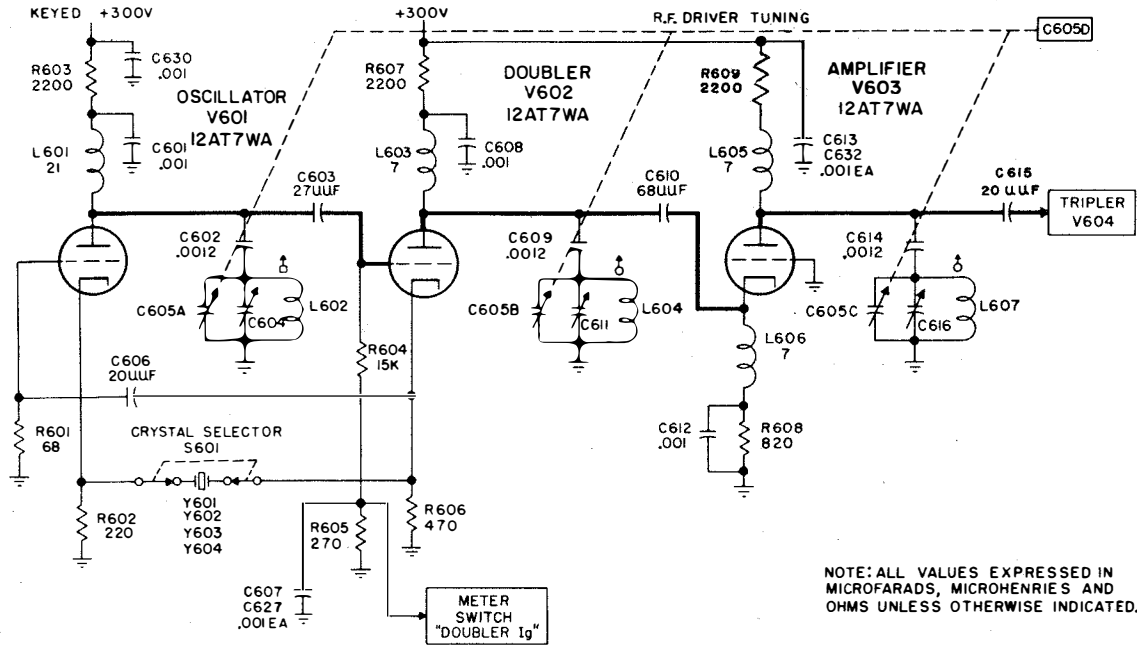 KEYED +300V
+300V
R.F. DRIVER TUNING
C605D
C630
.001
R603
2200
OSCILLATOR
V601
12AT7WA
C601
.001
L601
21
R607
2200
DOUBLER
V602
12AT7WA
C608
.001
L603
7
R609
2200
AMPLIFIER
V603
12AT7WA
L605
7
C613
C632
.001EA
C603
27UUF
C610
68UUF
C615
20UUF
TRIPLER
V604
C602
.0012
C605A
C604
L602
C609
.0012
C605B
C611
L604
C614
.0012
C605C
C616
L607
C606
20UUF
R604
15K
L606
7
R601
68
CRYSTAL SELECTOR
S601
C612
.001
R608
820
R602
220
Y601
Y602
Y603
Y604
R605
270
R606
470
C607
C627
.001EA
METER
SWITCH
"DOUBLER Ig"
NOTE: ALL VALUES EXPRESSED IN
MICROFARADS, MICROHENRIES AND
OHMS UNLESS OTHERWISE INDICATED.